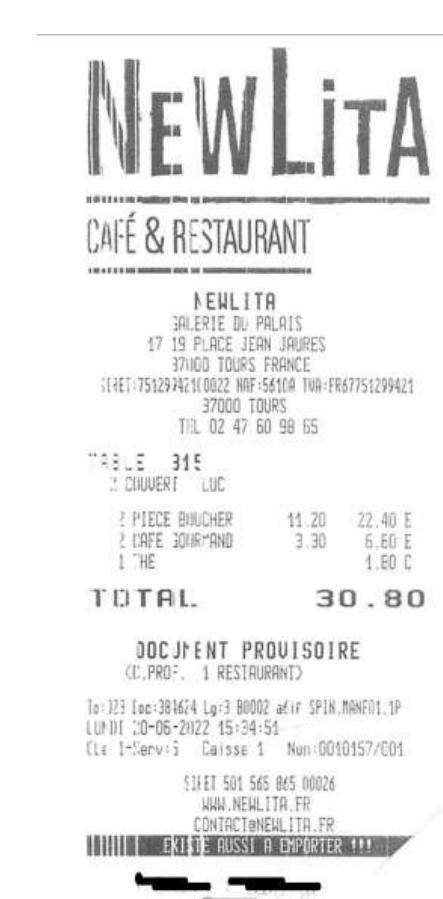 NEWLITA
CAFÉ & RESTAURANT
NEWLITA
GALERIE DU PALAIS
17 19 PLACE JEAN JAURES
37000 TOURS FRANCE
SIRET:75129942100022 NAF:5610A TVA:FR67751299421
37000 TOURS
TEL 02 47 60 98 65
TABLE 315
2 COUVERT LUC
2 PIECE BOUCHER 11.20 22.40 E
2 CAFE GOURMAND 3.30 6.60 E
1 THE 1.80 C
TOTAL 30.80
DOCUMENT PROVISOIRE
(C.PROF. 1 RESTAURANT)
To:323 Loc:384624 Lg:3 B0002 SPIN.MANF01.1P
LUNDI 20-06-2022 15:34:51
Cle 1-Serv:5 Caisse 1 Num:0010157/001
SIRET 501 565 865 00026
WWW.NEWLITA.FR
CONTACT@NEWLITA.FR
EXISTE AUSSI A EMPORTER !!!